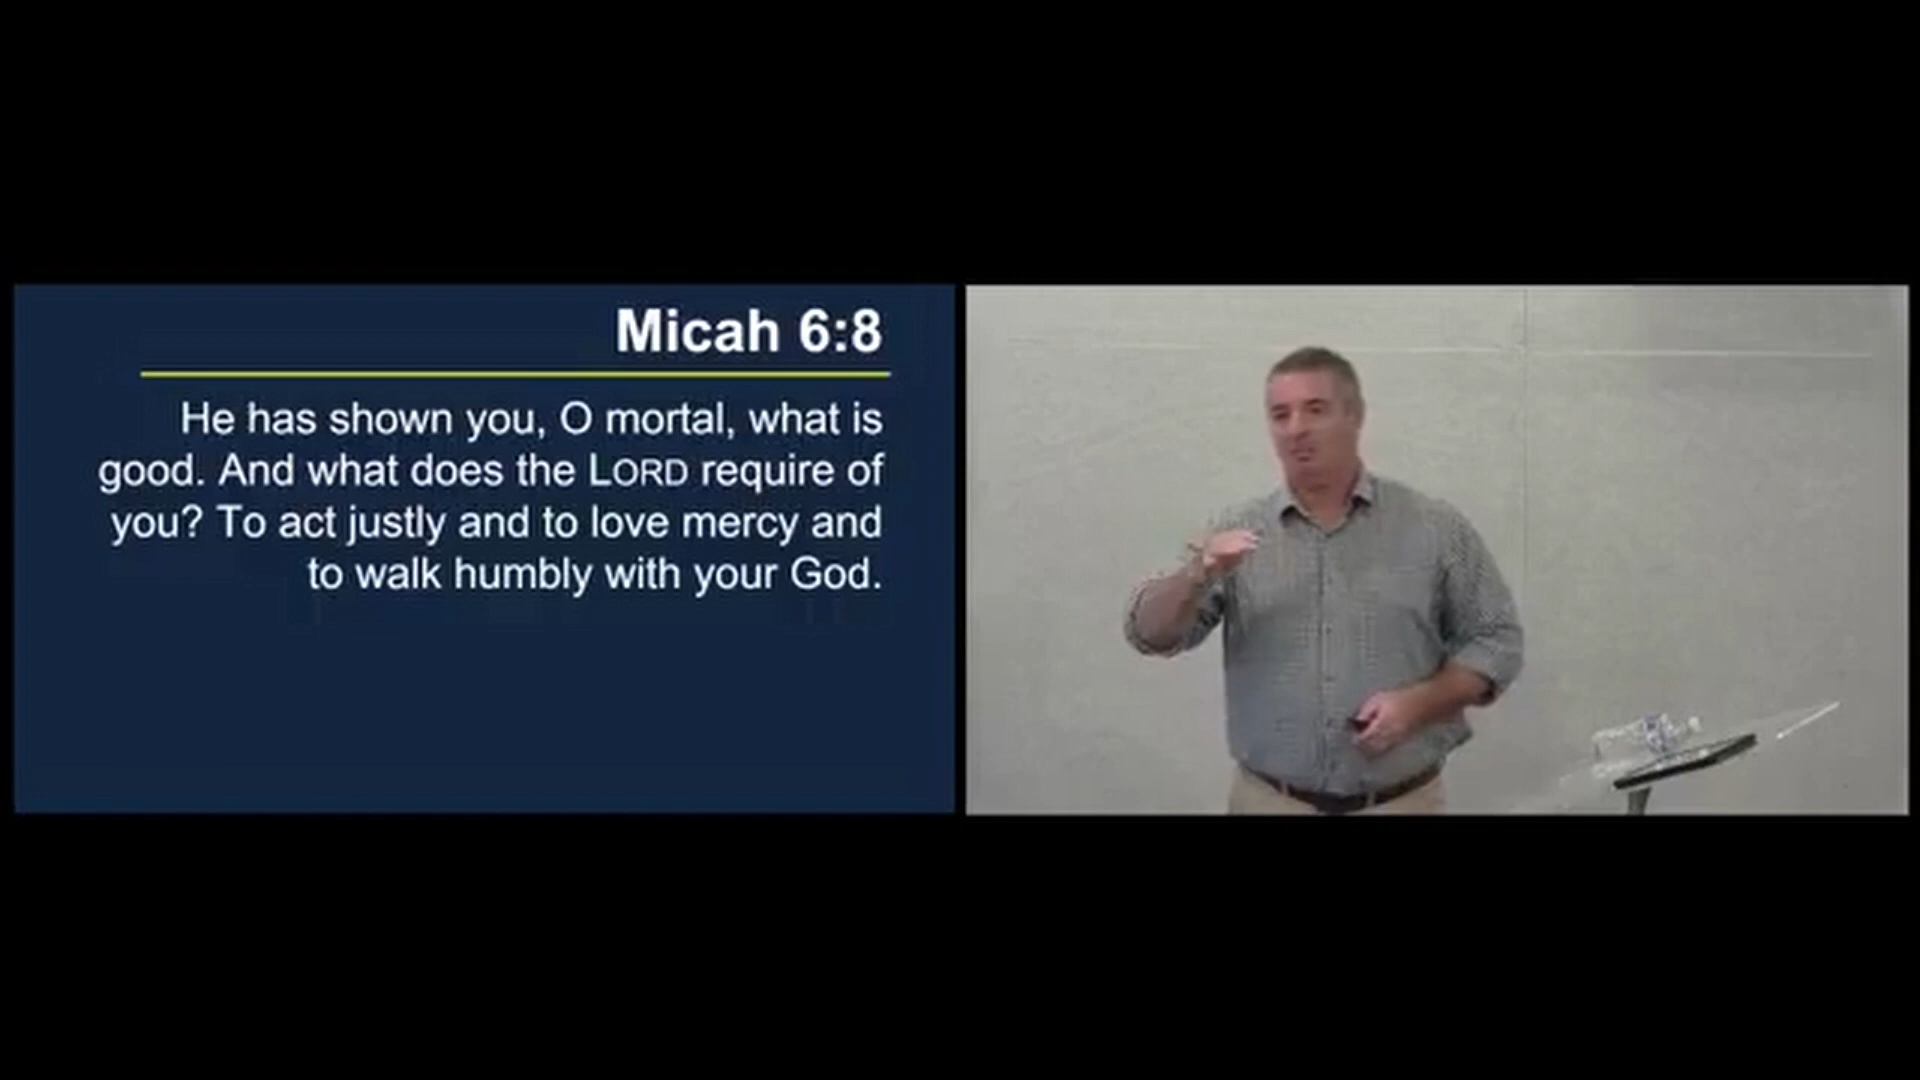 Micah 6:8
He has shown you, O mortal, what is
good. And what does the LORD require of
you? To act justly and to love mercy and
to walk humbly with your God.